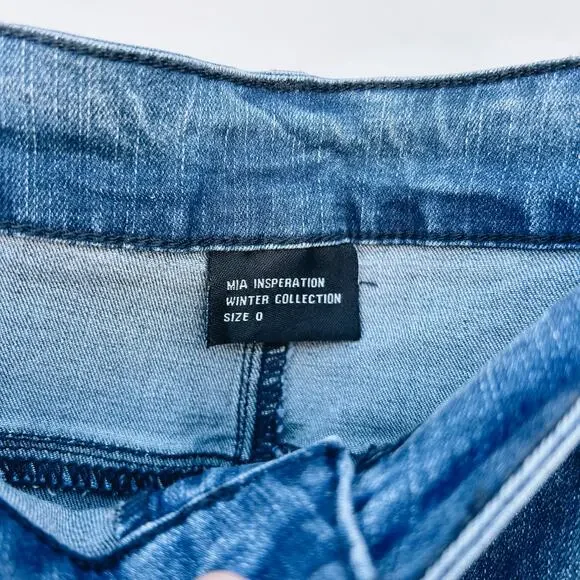 MIA INSPERATION
WINTER COLLECTION
SIZE 0